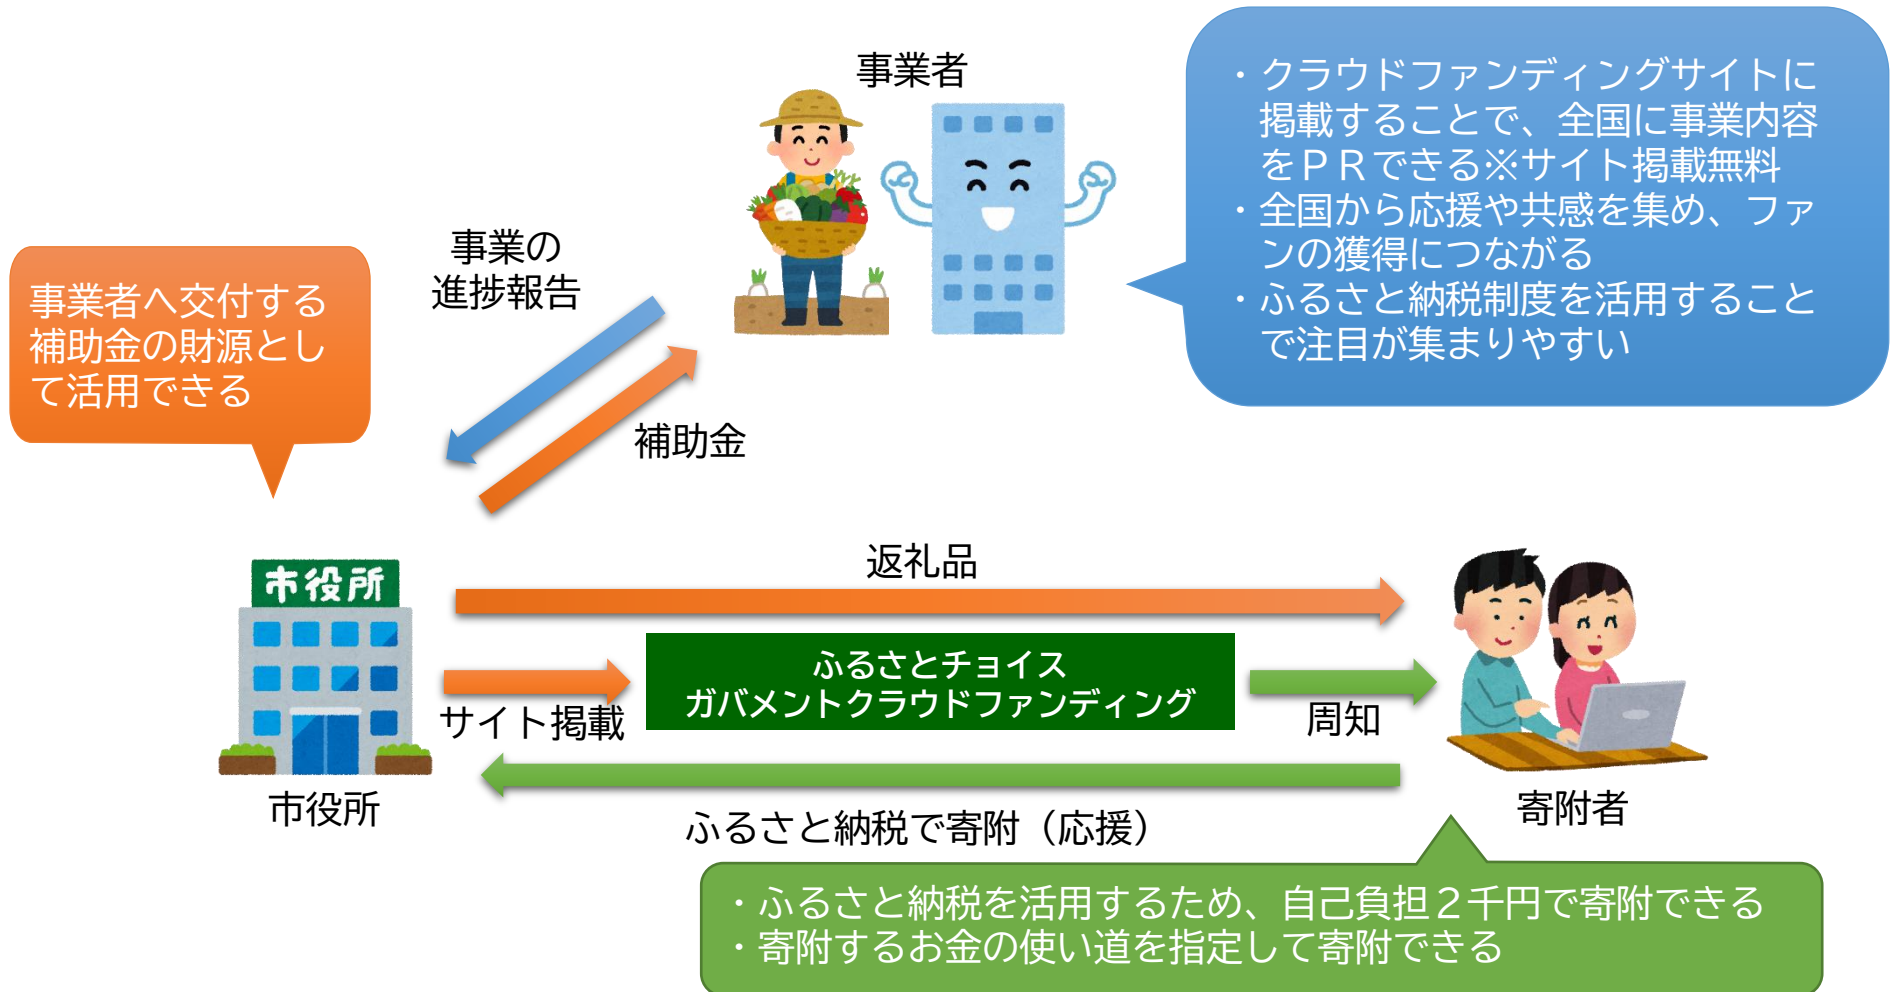 事業者
・クラウドファンディングサイトに
掲載することで、全国に事業内容
をＰＲできる※サイト掲載無料
・全国から応援や共感を集め、ファ
ンの獲得につながる
・ふるさと納税制度を活用すること
で注目が集まりやすい
事業の
進捗報告
事業者へ交付する
補助金の財源とし
て活用できる
補助金
返礼品
市役所
ふるさとチョイス
ガバメントクラウドファンディング
サイト掲載
周知
市役所
寄附者
ふるさと納税で寄附（応援）
・ふるさと納税を活用するため、自己負担２千円で寄附できる
・寄附するお金の使い道を指定して寄附できる